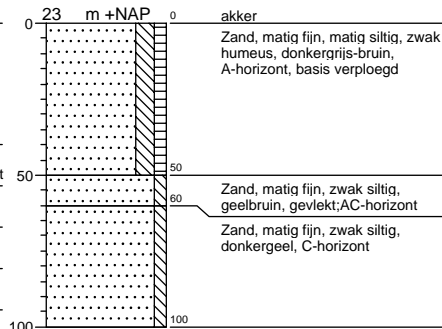 23 m +NAP
0
0
akker
Zand, matig fijn, matig siltig, zwak
humeus, donkergrijs-bruin,
A-horizont, basis verploegd
50
50
Zand, matig fijn, zwak siltig,
geelbruin, gevlekt;AC-horizont
60
Zand, matig fijn, zwak siltig,
donkergeel, C-horizont
100
100